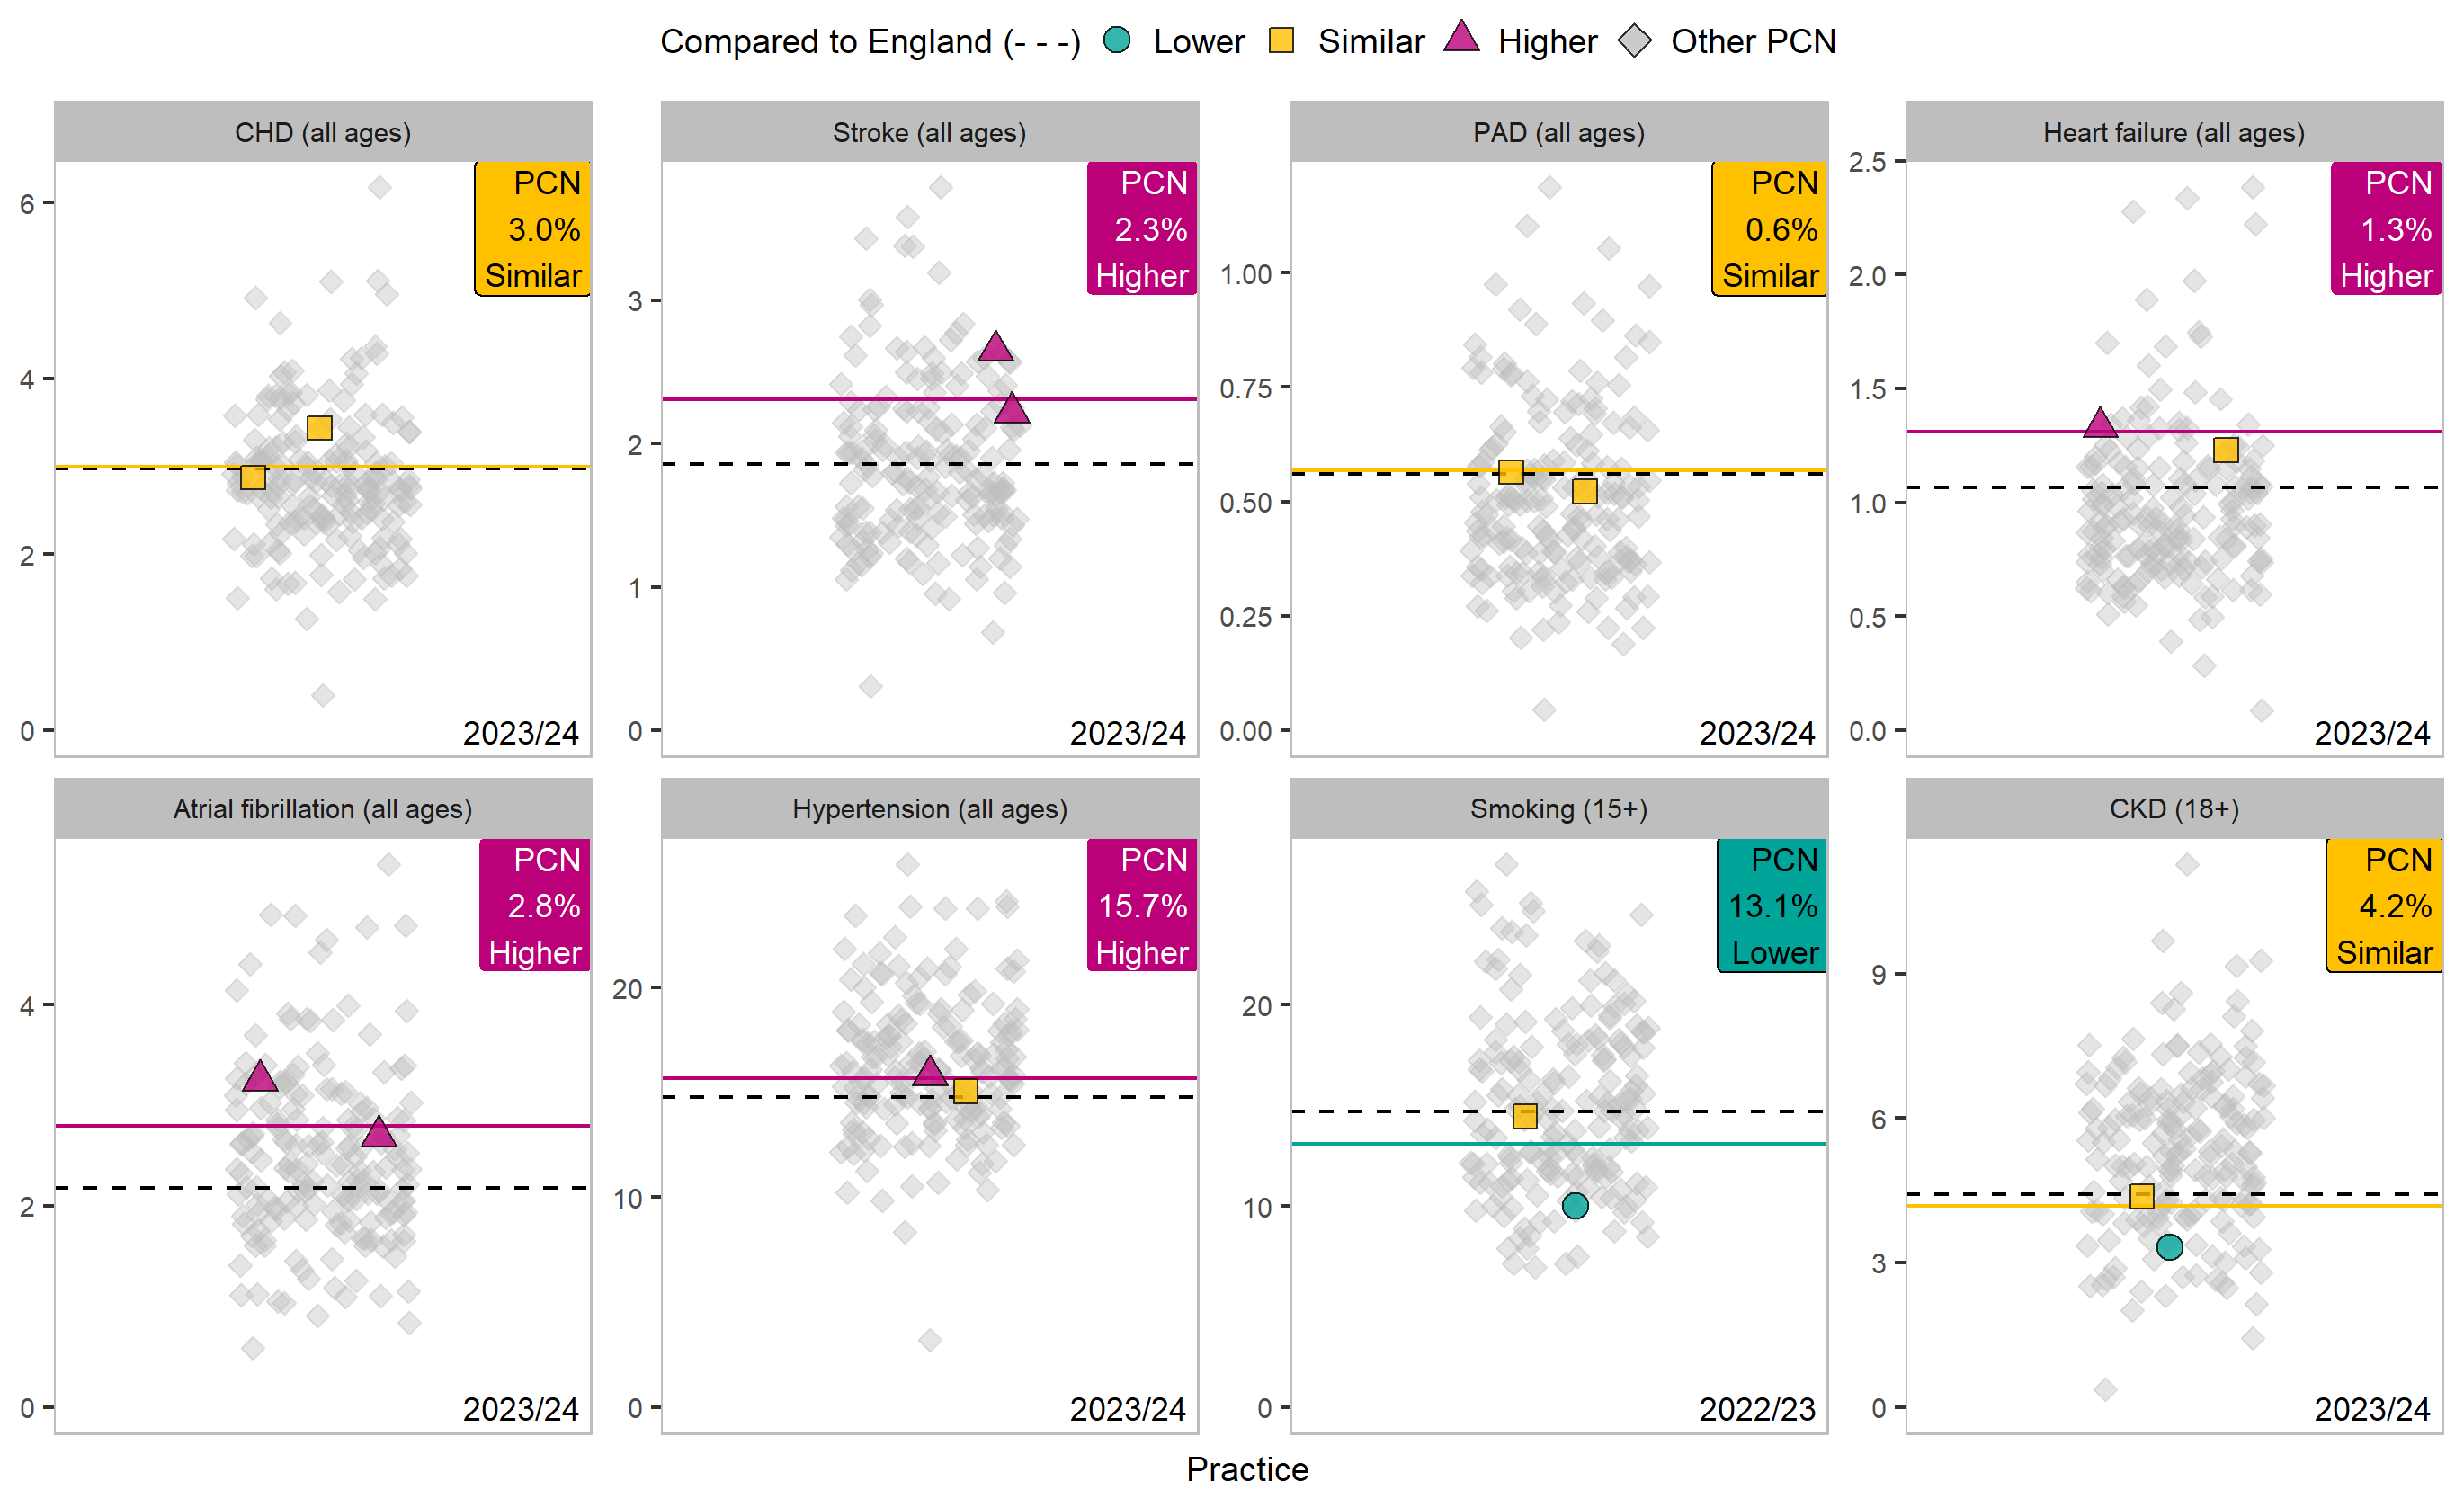 Compared to England (- - -) Lower Similar Higher Other PCN
CHD (all ages)
PCN
3.0%
Similar
6
4
2
0
2023/24
Stroke (all ages)
PCN
2.3%
Higher
3
2
1
0
2023/24
PAD (all ages)
PCN
0.6%
Similar
1.00
0.75
0.50
0.25
0.00
2023/24
Heart failure (all ages)
PCN
1.3%
Higher
2.5
2.0
1.5
1.0
0.5
0.0
2023/24
Atrial fibrillation (all ages)
PCN
2.8%
Higher
4
2
0
2023/24
Hypertension (all ages)
PCN
15.7%
Higher
20
10
0
2023/24
Smoking (15+)
PCN
13.1%
Lower
20
10
0
2022/23
CKD (18+)
PCN
4.2%
Similar
9
6
3
0
2023/24
Practice